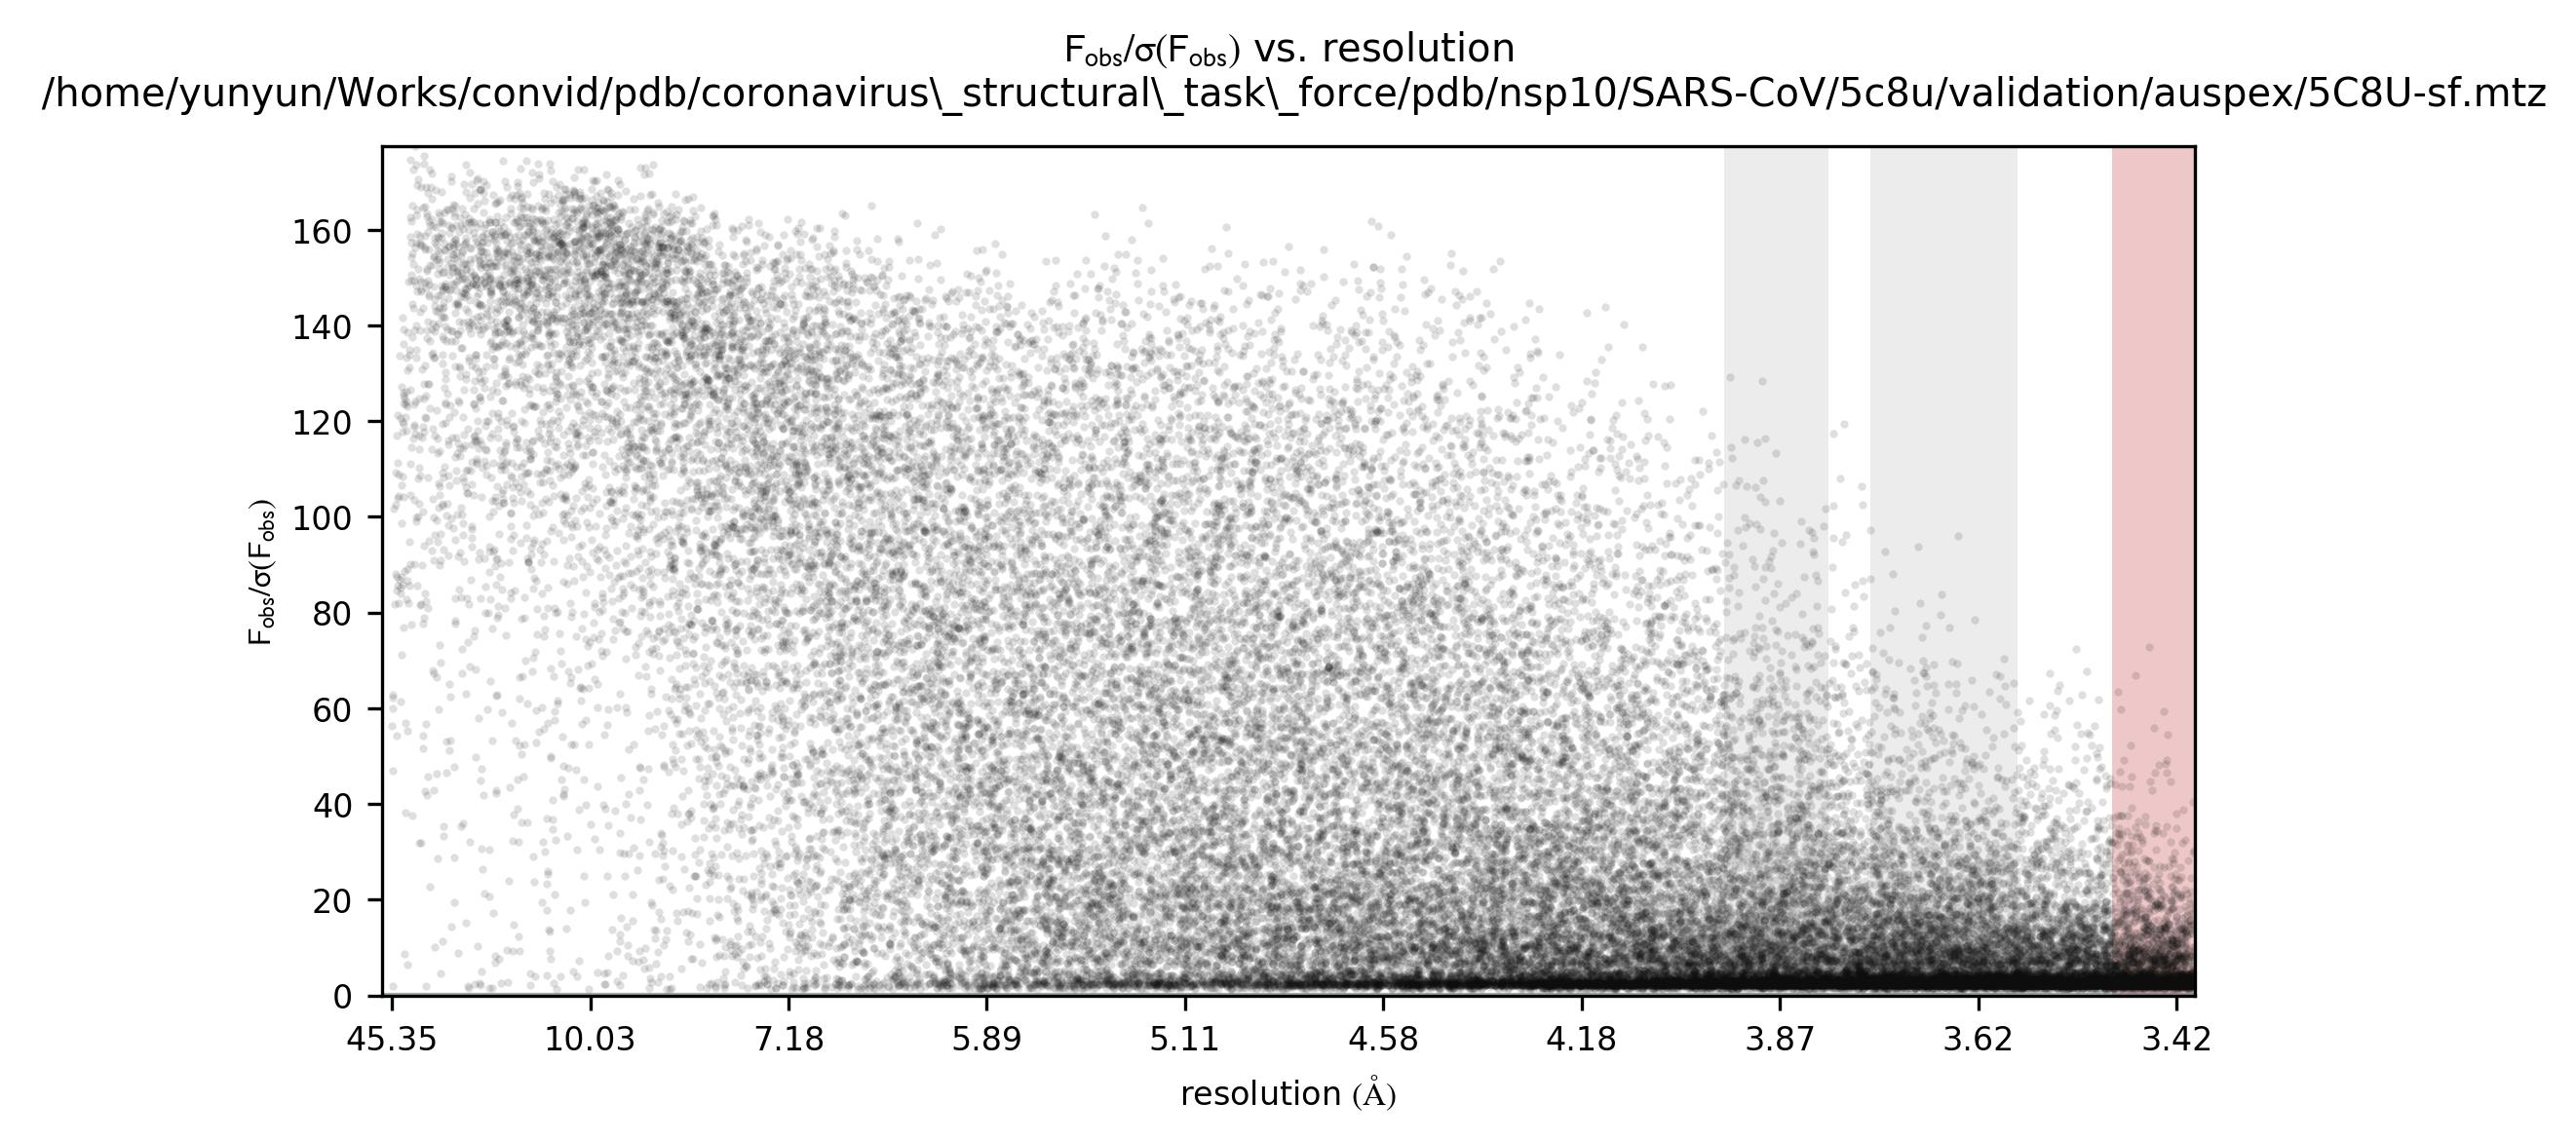 Fobs/σ(Fobs) vs. resolution
/home/yunyun/Works/convid/pdb/coronavirus\_structural\_task\_force/pdb/nsp10/SARS-CoV/5c8u/validation/auspex/5C8U-sf.mtz
Fobs/σ(Fobs)
160
140
120
100
80
60
40
20
0
45.35 10.03 7.18 5.89 5.11 4.58 4.18 3.87 3.62 3.42
resolution (Å)